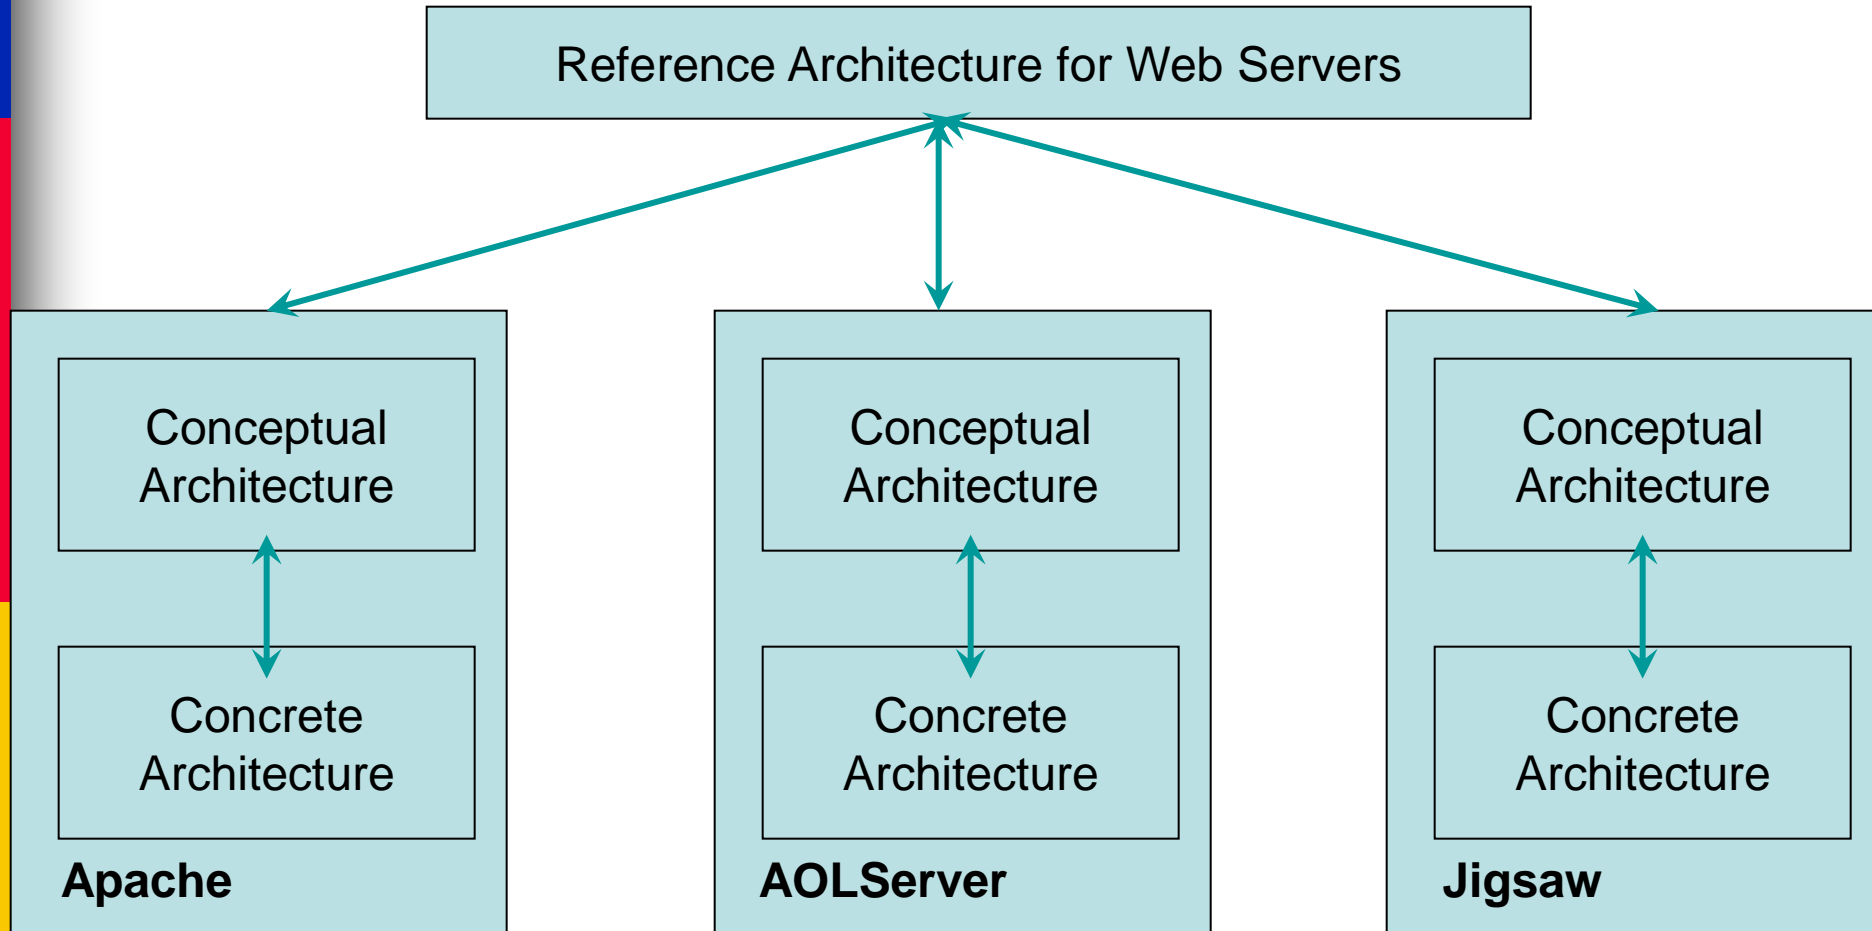 Reference Architecture for Web Servers
Conceptual
Architecture
Concrete
Architecture
Apache
Conceptual
Architecture
Concrete
Architecture
AOLServer
Conceptual
Architecture
Concrete
Architecture
Jigsaw